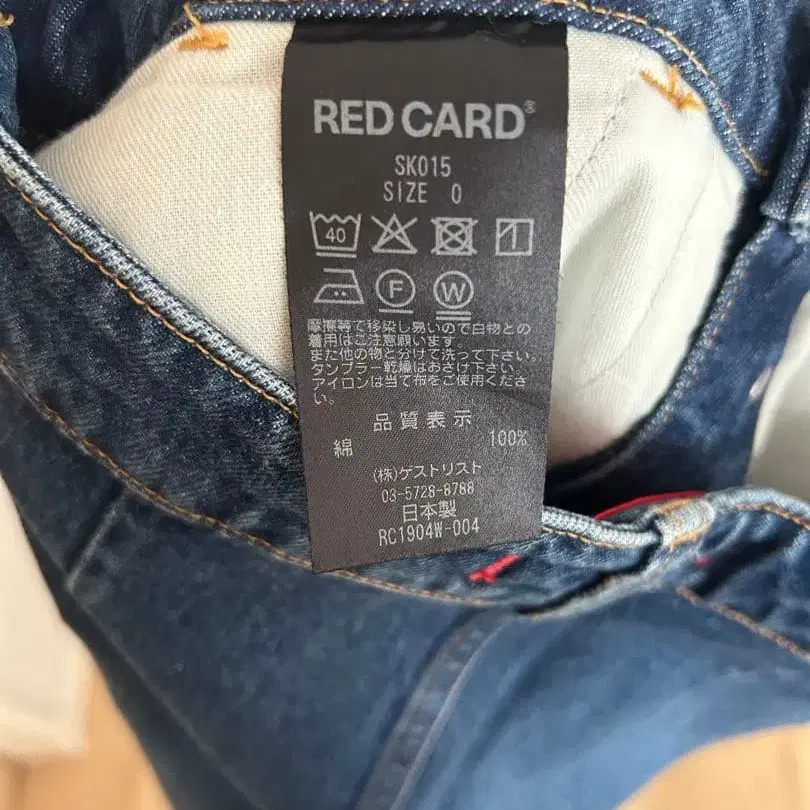 RED CARD®
SK015
SIZE 0
40
F W
摩擦等で移染し易いので白物との
着用はご注意願います。
また他の物と分けて洗って下さい。
タンブラー乾燥はおさけ下さい。
アイロンは当て布をご使用くださ
い。
品質表示
綿 100%
(株)ゲストリスト
03-5728-8788
日本製
RC1904W-004